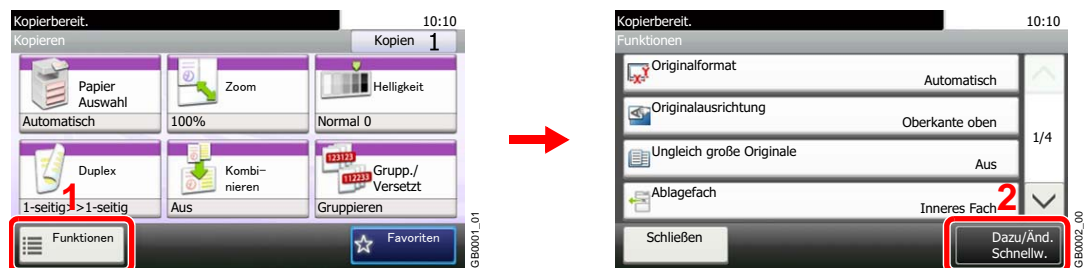 Kopierbereit. 10:10
Kopieren Kopien 1
Papier Auswahl
Automatisch
Zoom
100%
Helligkeit
Normal 0
Duplex
1-seitig>>1-seitig
Kombi-
nieren
Aus
123123
112233
Grupp./
Versetzt
Gruppieren
1
Funktionen
Favoriten
GB0001_01
Kopierbereit. 10:10
Funktionen
Originalformat
Automatisch
Originalausrichtung
Oberkante oben
Ungleich große Originale
Aus
Ablagefach
Inneres Fach
1/4
2
Schließen
Dazu/Änd.
Schnellw.
GB0002_00